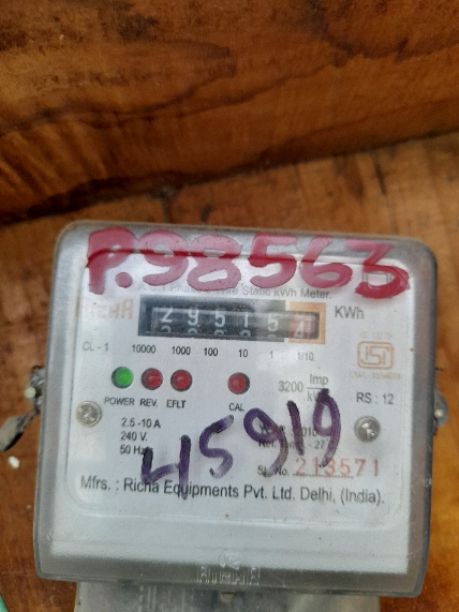 P.98563
RICHA
Static kWh Meter.
29515
KWh
CL - 1 10000 1000 100 10 1 1/10
ISI
3200 Imp
POWER REV. EFLT CAL
RS : 12
2.5 -10 A
240 V.
50 Hz
45919
Sl. No. 213571
Mfrs. : Richa Equipments Pvt. Ltd. Delhi, (India).